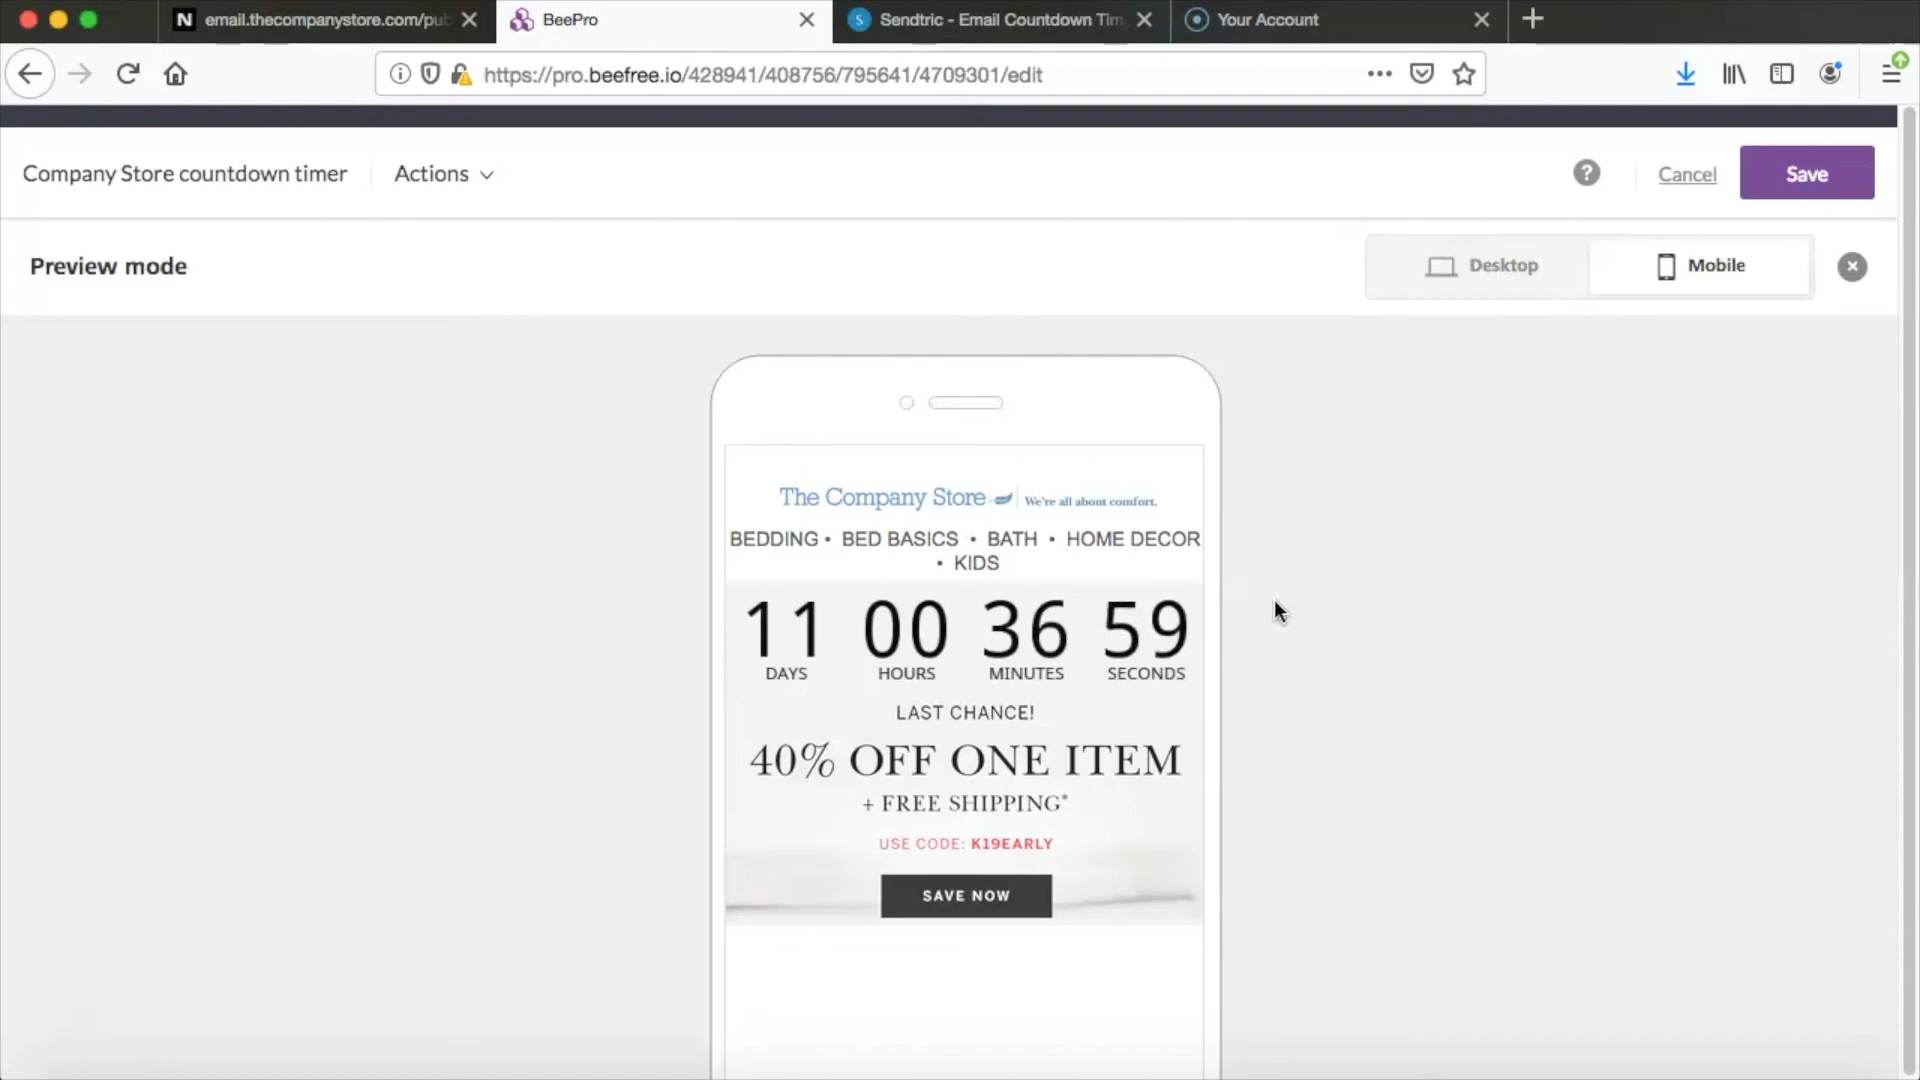 N email.thecompanystore.com/pub
BeePro
S Sendtric - Email Countdown Tim
Your Account
https://pro.beefree.io/428941/408756/795641/4709301/edit
Company Store countdown timer
Actions
?
Cancel
Save
Preview mode
Desktop
Mobile
The Company Store
We're all about comfort.
BEDDING • BED BASICS • BATH • HOME DECOR
• KIDS
11 00 36 59
DAYS HOURS MINUTES SECONDS
LAST CHANCE!
40% OFF ONE ITEM
+ FREE SHIPPING*
USE CODE: K19EARLY
SAVE NOW